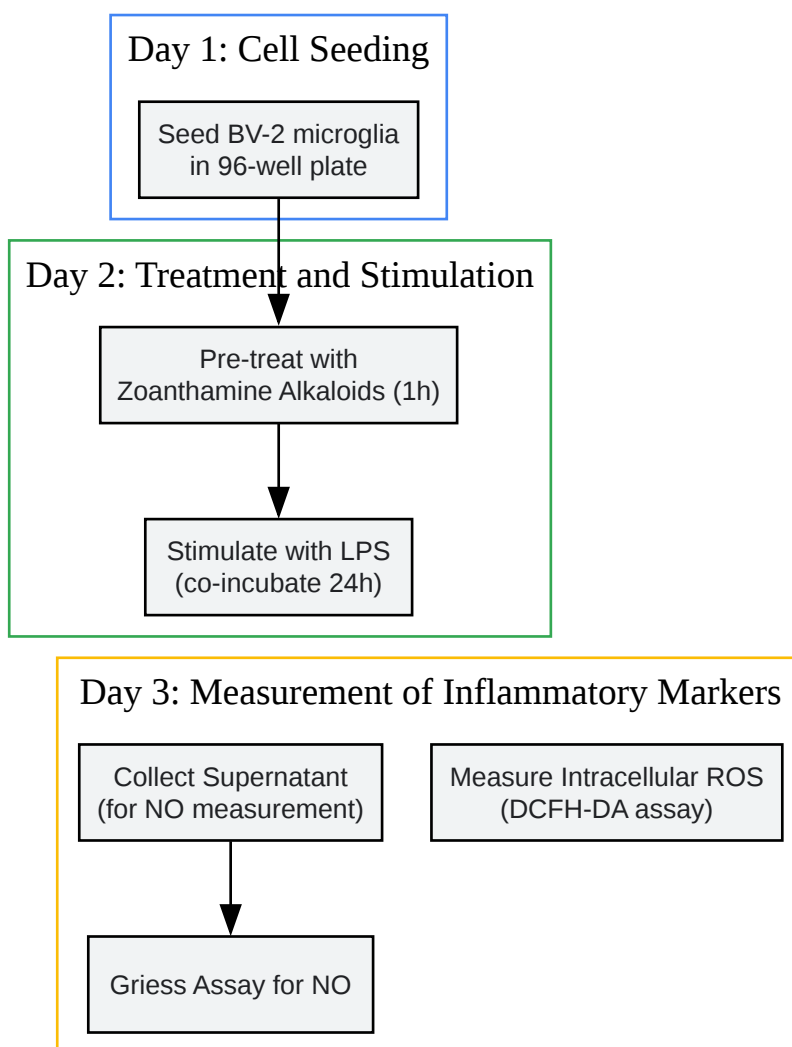 Day 1: Cell Seeding
Seed BV-2 microglia
in 96-well plate
Day 2: Treatment and Stimulation
Pre-treat with
Zoanthamine Alkaloids (1h)
Stimulate with LPS
(co-incubate 24h)
Day 3: Measurement of Inflammatory Markers
Collect Supernatant
(for NO measurement)
Measure Intracellular ROS
(DCFH-DA assay)
Griess Assay for NO